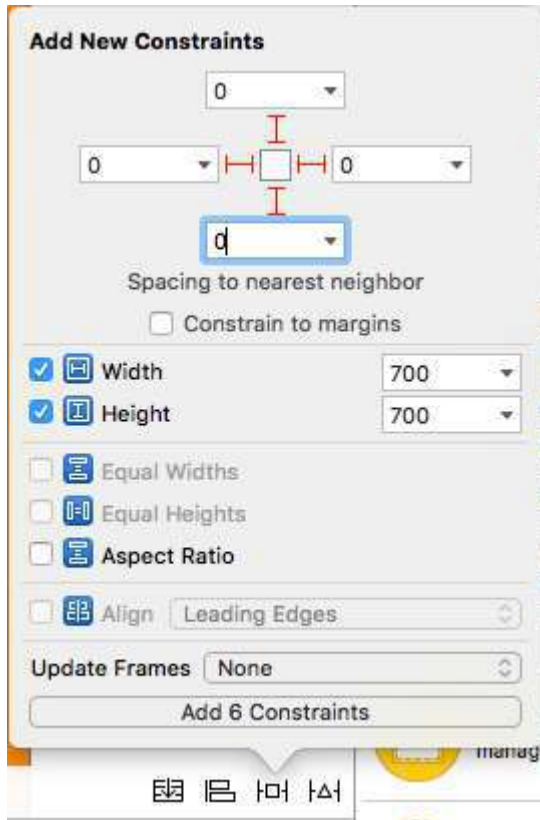 Add New Constraints
0
0 0
0
Spacing to nearest neighbor
Constrain to margins
Width 700
Height 700
Equal Widths
Equal Heights
Aspect Ratio
Align Leading Edges
Update Frames None
Add 6 Constraints
manag